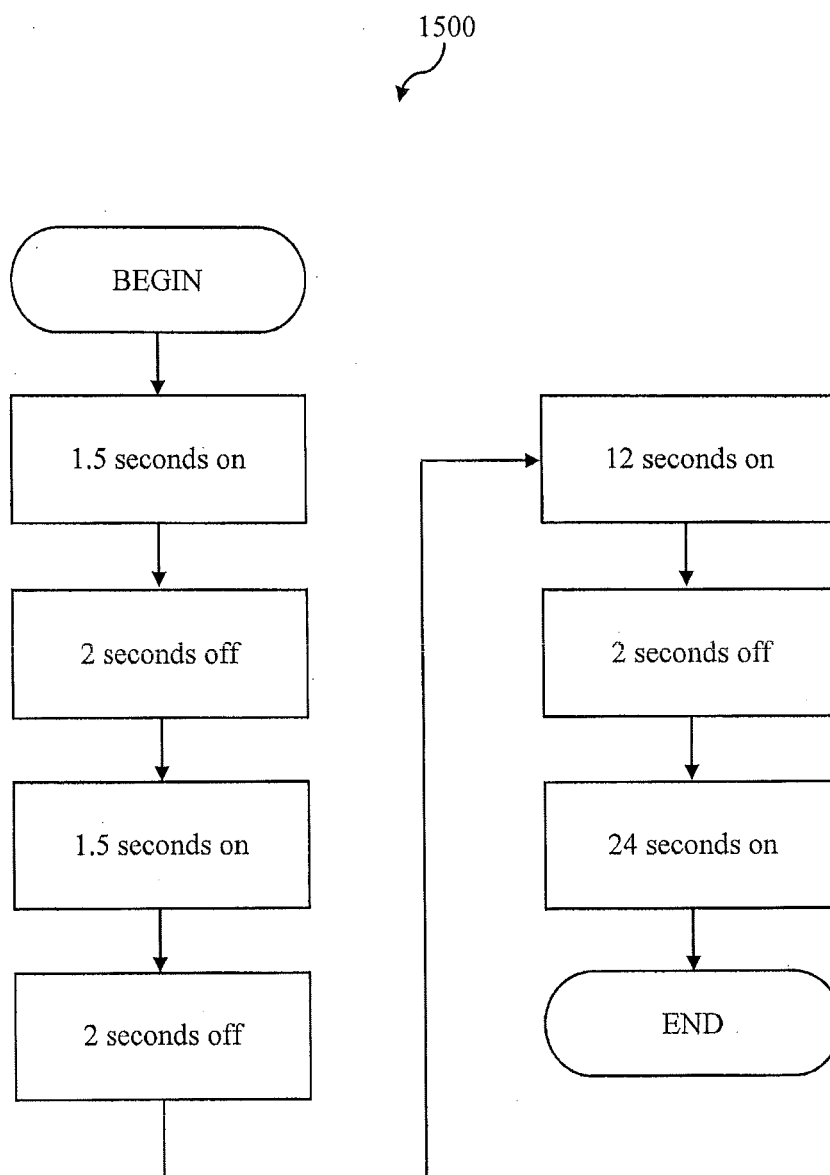 1500
BEGIN
1.5 seconds on
2 seconds off
1.5 seconds on
2 seconds off
12 seconds on
2 seconds off
24 seconds on
END